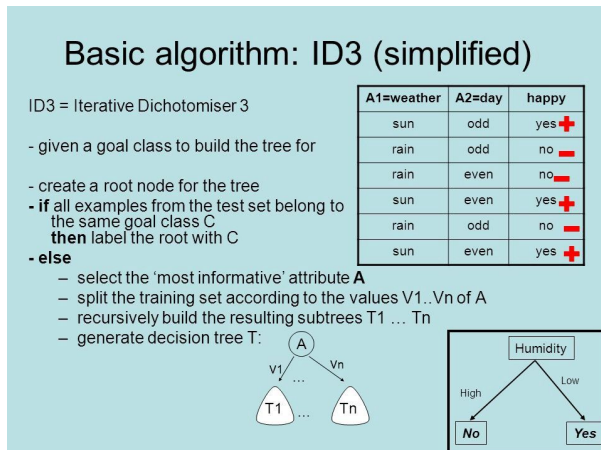 Basic algorithm: ID3 (simplified)
ID3 = Iterative Dichotomiser 3
- given a goal class to build the tree for
- create a root node for the tree
- if all examples from the test set belong to
the same goal class C
then label the root with C
- else
– select the 'most informative' attribute A
– split the training set according to the values V1..Vn of A
– recursively build the resulting subtrees T1 … Tn
– generate decision tree T:
A1=weather A2=day happy
sun odd yes +
rain odd no −
rain even no −
sun even yes +
rain odd no −
sun even yes +
A
V1 … Vn
T1 … Tn
Humidity
High Low
No Yes